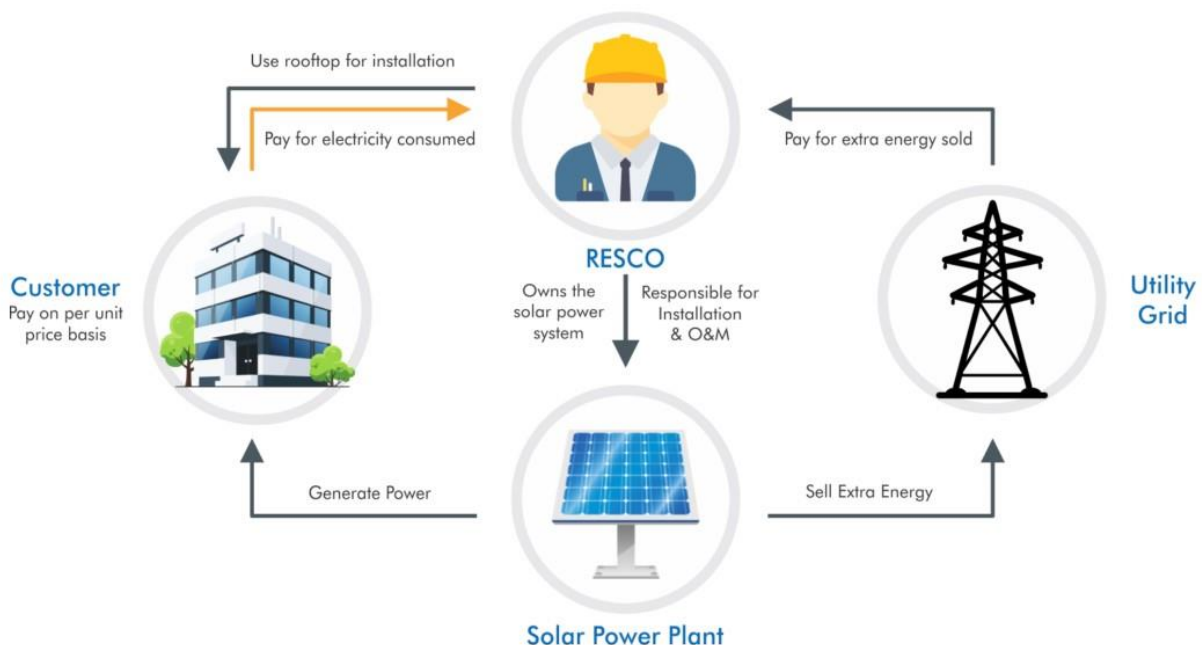 Use rooftop for installation
Pay for electricity consumed
Pay for extra energy sold
RESCO
Customer
Pay on per unit
price basis
Owns the
solar power
system
Responsible for
Installation
& O&M
Utility
Grid
Generate Power
Sell Extra Energy
Solar Power Plant